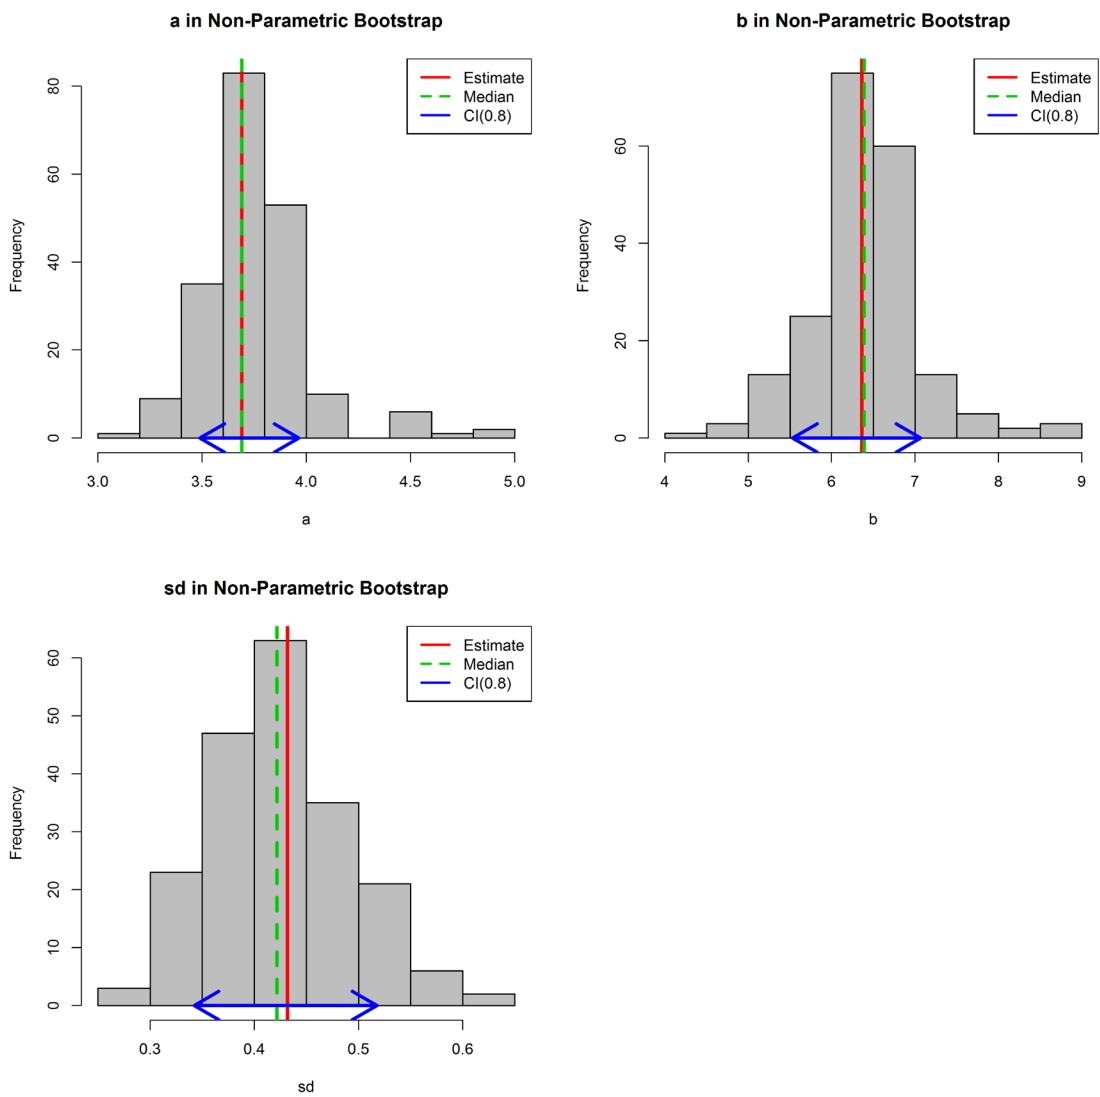 a in Non-Parametric Bootstrap
Estimate
Median
CI(0.8)
Frequency
80
60
40
20
0
3.0 3.5 4.0 4.5 5.0
a
b in Non-Parametric Bootstrap
Estimate
Median
CI(0.8)
Frequency
60
40
20
0
4 5 6 7 8 9
b
sd in Non-Parametric Bootstrap
Estimate
Median
CI(0.8)
Frequency
60
50
40
30
20
10
0
0.3 0.4 0.5 0.6
sd